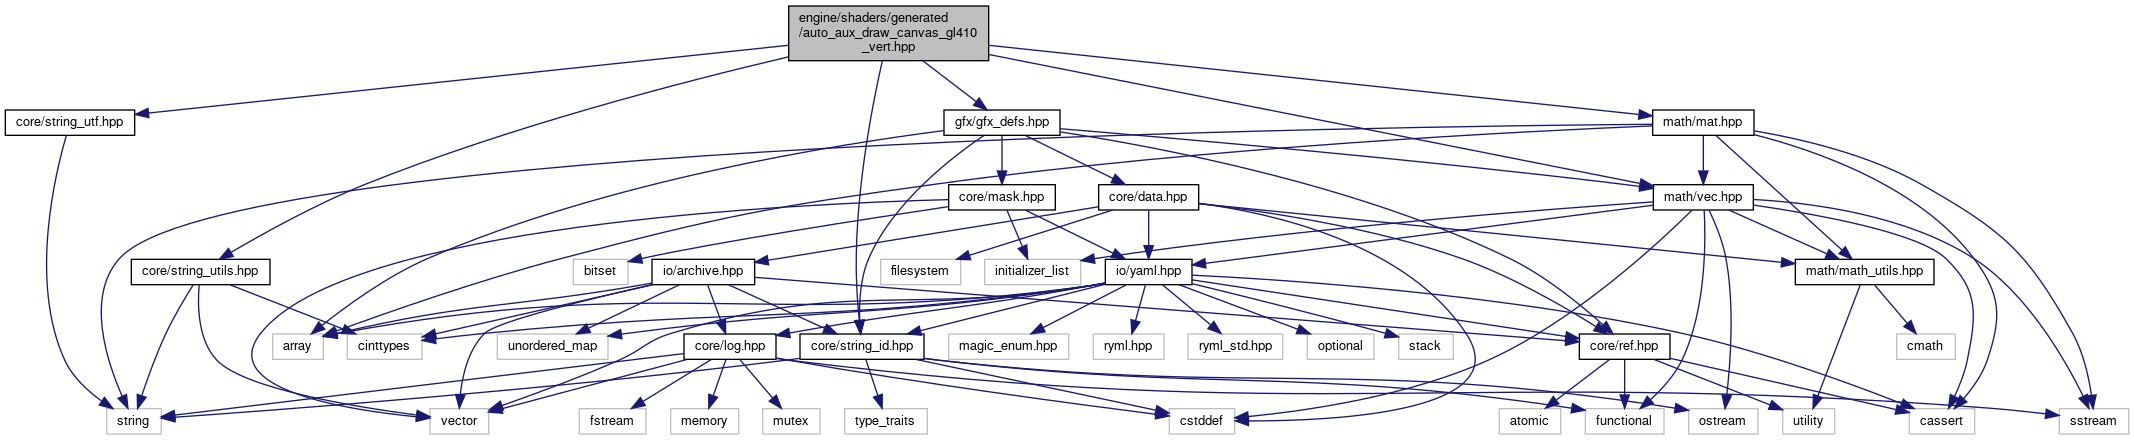 engine/shaders/generated
/auto_aux_draw_canvas_gl410
_vert.hpp
core/string_utf.hpp
gfx/gfx_defs.hpp
math/mat.hpp
core/mask.hpp
core/data.hpp
math/vec.hpp
core/string_utils.hpp
bitset
io/archive.hpp
filesystem
initializer_list
io/yaml.hpp
math/math_utils.hpp
array
cinttypes
unordered_map
core/log.hpp
core/string_id.hpp
magic_enum.hpp
ryml.hpp
ryml_std.hpp
optional
stack
core/ref.hpp
cmath
string
vector
fstream
memory
mutex
type_traits
cstddef
atomic
functional
ostream
utility
cassert
sstream